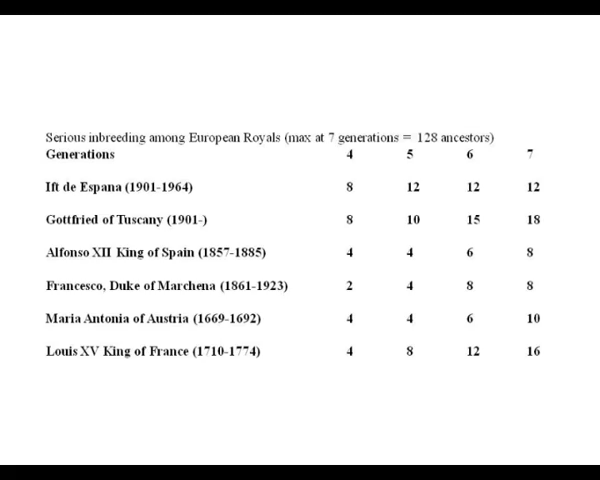 Serious inbreeding among European Royals (max at 7 generations = 128 ancestors)
Generations 4 5 6 7
Ift de Espana (1901-1964) 8 12 12 12
Gottfried of Tuscany (1901-) 8 10 15 18
Alfonso XII King of Spain (1857-1885) 4 4 6 8
Francesco, Duke of Marchena (1861-1923) 2 4 8 8
Maria Antonia of Austria (1669-1692) 4 4 6 10
Louis XV King of France (1710-1774) 4 8 12 16